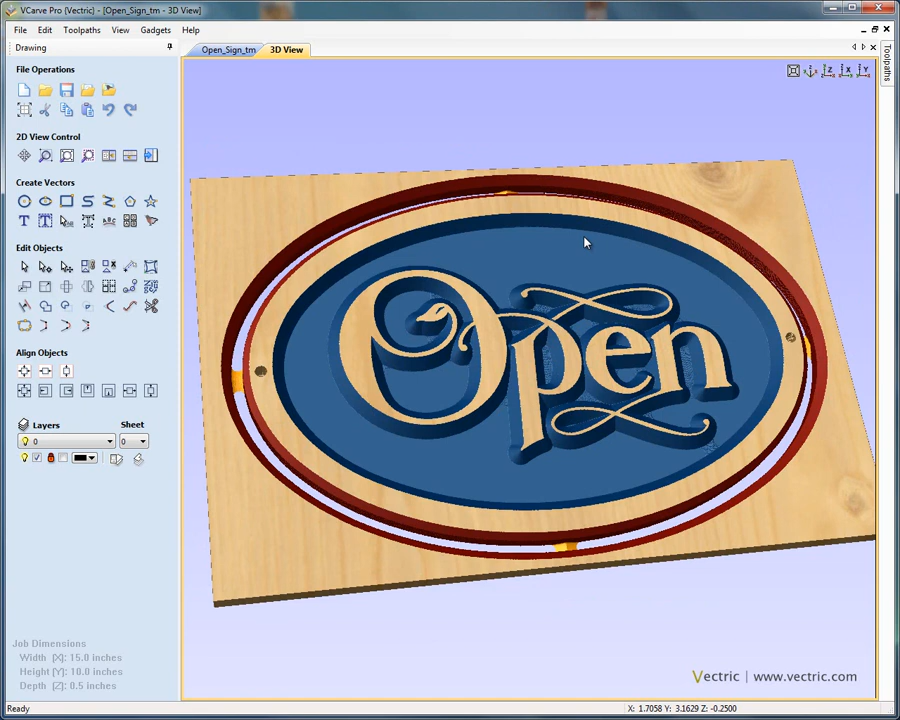 VCarve Pro (Vectric) - [Open_Sign_tm - 3D View]
File Edit Toolpaths View Gadgets Help
Drawing
Open_Sign_tm 3D View
Toolpaths
File Operations
2D View Control
Create Vectors
Edit Objects
Align Objects
Layers Sheet
0 0
Open
Job Dimensions
Width (X): 15.0 inches
Height (Y): 10.0 inches
Depth (Z): 0.5 inches
Vectric | www.vectric.com
Ready X: 1.7058 Y: 3.1629 Z: -0.2500